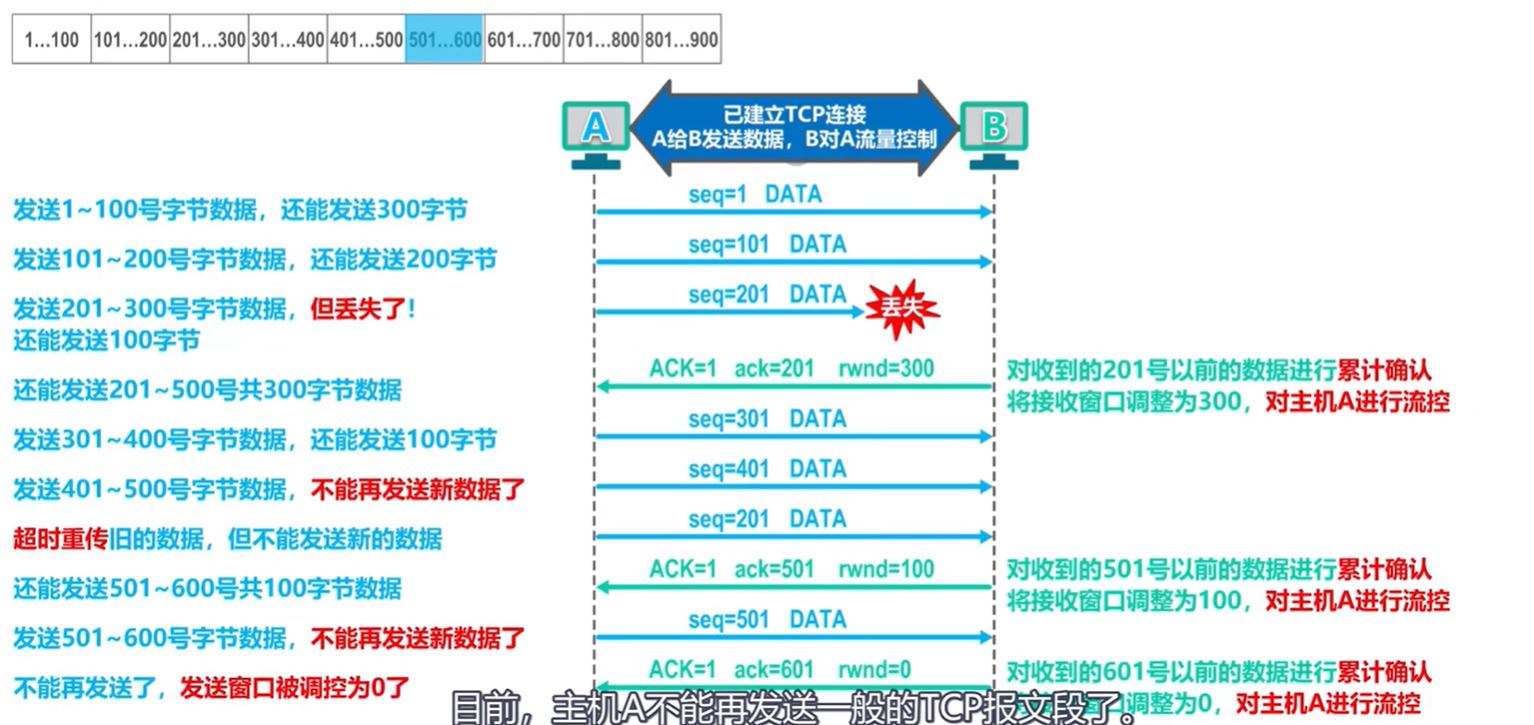 1...100 101...200 201...300 301...400 401...500 501...600 601...700 701...800 801...900
A
已建立TCP连接
A给B发送数据，B对A流量控制
B
seq=1 DATA
发送1~100号字节数据，还能发送300字节
seq=101 DATA
发送101~200号字节数据，还能发送200字节
seq=201 DATA
丢失
发送201~300号字节数据，但丢失了！
还能发送100字节
ACK=1 ack=201 rwnd=300
对收到的201号以前的数据进行累计确认
将接收窗口调整为300，对主机A进行流控
还能发送201~500号共300字节数据
seq=301 DATA
发送301~400号字节数据，还能发送100字节
seq=401 DATA
发送401~500号字节数据，不能再发送新数据了
seq=201 DATA
超时重传旧的数据，但不能发送新的数据
ACK=1 ack=501 rwnd=100
对收到的501号以前的数据进行累计确认
将接收窗口调整为100，对主机A进行流控
还能发送501~600号共100字节数据
seq=501 DATA
发送501~600号字节数据，不能再发送新数据了
ACK=1 ack=601 rwnd=0
对收到的601号以前的数据进行累计确认
窗口调整为0，对主机A进行流控
不能再发送了，发送窗口被调控为0了
目前，主机A不能再发送一般的TCP报文段了。